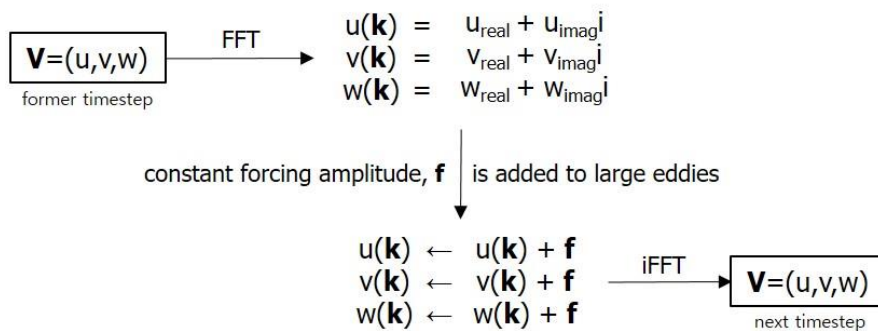 V=(u,v,w)
former timestep
FFT
u(k) = u_real + u_imag i
v(k) = v_real + v_imag i
w(k) = w_real + w_imag i
constant forcing amplitude, f is added to large eddies
u(k) ← u(k) + f
v(k) ← v(k) + f
w(k) ← w(k) + f
iFFT
V=(u,v,w)
next timestep